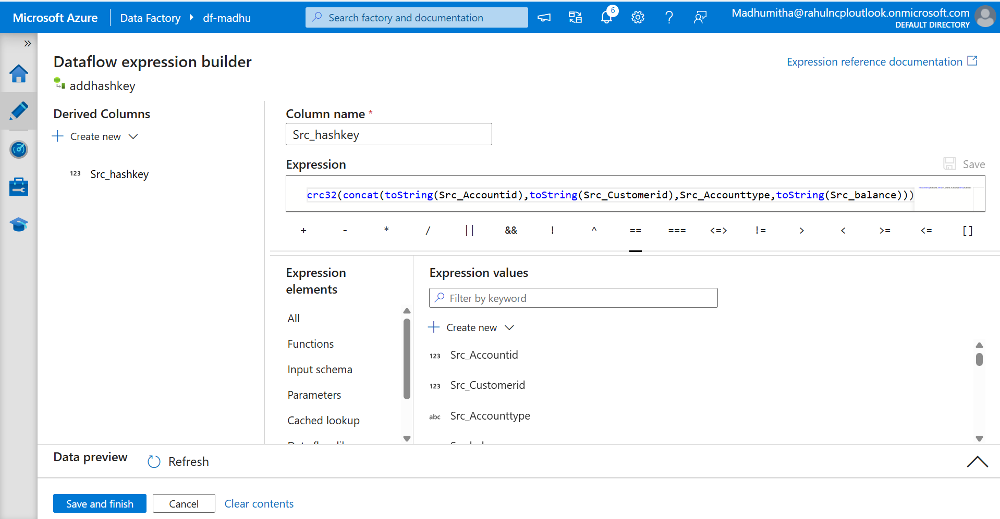 Microsoft Azure
Data Factory
df-madhu
Search factory and documentation
6
Madhumitha@rahulncploutlook.onmicrosoft.com
DEFAULT DIRECTORY
Dataflow expression builder
Expression reference documentation
addhashkey
Derived Columns
Create new
123 Src_hashkey
Column name *
Src_hashkey
Expression
Save
crc32(concat(toString(Src_Accountid),toString(Src_Customerid),Src_Accounttype,toString(Src_balance)))
+ - * / || && ! ^ == === <=> != > < >= <= []
Expression
elements
All
Functions
Input schema
Parameters
Cached lookup
Expression values
Filter by keyword
Create new
123 Src_Accountid
123 Src_Customerid
abc Src_Accounttype
Data preview
Refresh
Save and finish
Cancel
Clear contents